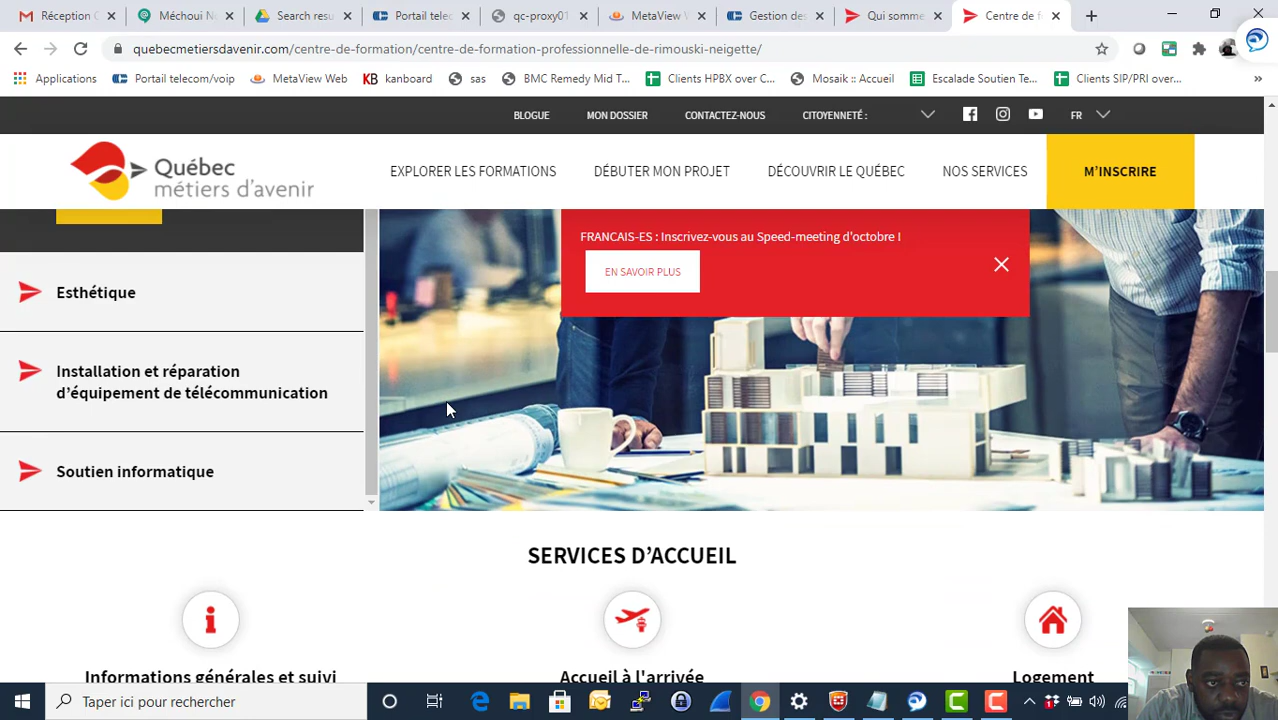 Réception
Méchoui N
Search resu
Portail telec
qc-proxy01
MetaView W
Gestion des
Qui somme
Centre de f
quebecmetiersdavenir.com/centre-de-formation/centre-de-formation-professionnelle-de-rimouski-neigette/
Applications
Portail telecom/voip
MetaView Web
KB kanboard
sas
BMC Remedy Mid T...
Clients HPBX over C...
Mosaik :: Accueil
Escalade Soutien Te...
Clients SIP/PRI over...
»
BLOGUE
MON DOSSIER
CONTACTEZ-NOUS
CITOYENNETÉ :
FR
Québec
métiers d'avenir
EXPLORER LES FORMATIONS
DÉBUTER MON PROJET
DÉCOUVRIR LE QUÉBEC
NOS SERVICES
M'INSCRIRE
FRANCAIS-ES : Inscrivez-vous au Speed-meeting d'octobre !
EN SAVOIR PLUS
Esthétique
Installation et réparation
d'équipement de télécommunication
Soutien informatique
SERVICES D'ACCUEIL
Informations générales et suivi
Accueil à l'arrivée
Logement
Taper ici pour rechercher